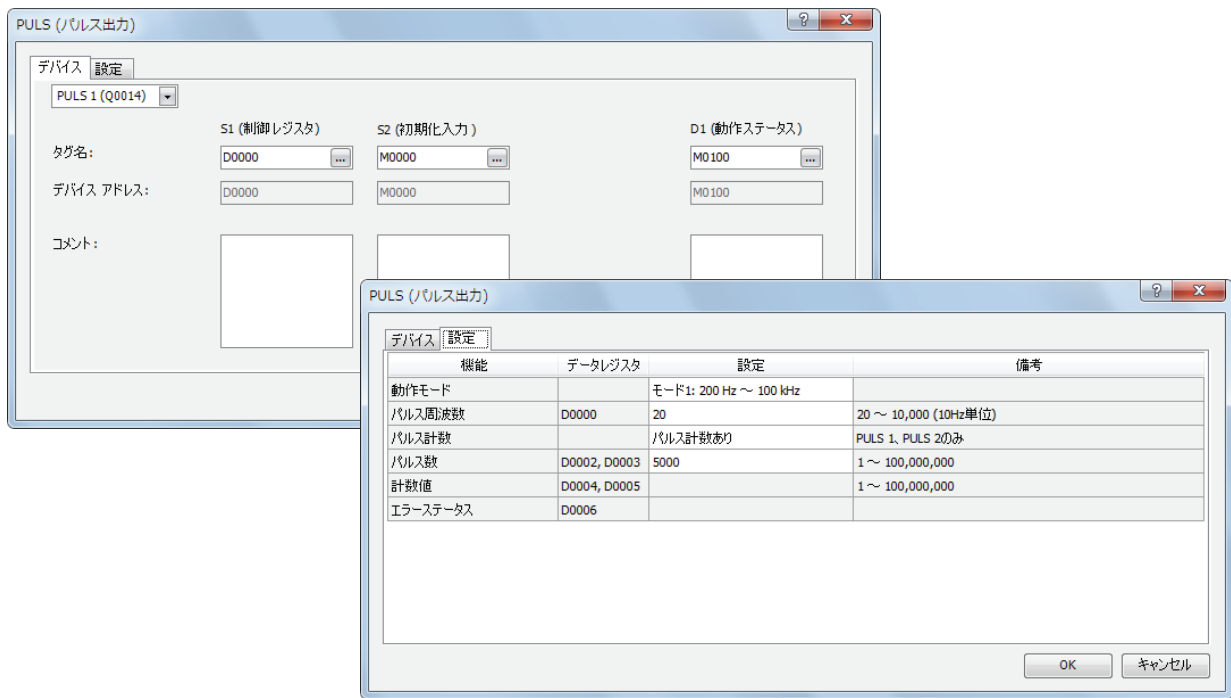 PULS (パルス出力)
デバイス 設定
PULS 1 (Q0014)
S1 (制御レジスタ) S2 (初期化入力) D1 (動作ステータス)
タグ名: D0000 ... M0000 ... M0100 ...
デバイス アドレス: D0000 M0000 M0100
コメント:
PULS (パルス出力)
デバイス 設定
機能 データレジスタ 設定 備考
動作モード モード1: 200 Hz ～ 100 kHz
パルス周波数 D0000 20 20 ～ 10,000 (10Hz単位)
パルス計数 パルス計数あり PULS 1、PULS 2のみ
パルス数 D0002, D0003 5000 1 ～ 100,000,000
計数値 D0004, D0005 1 ～ 100,000,000
エラーステータス D0006
OK キャンセル